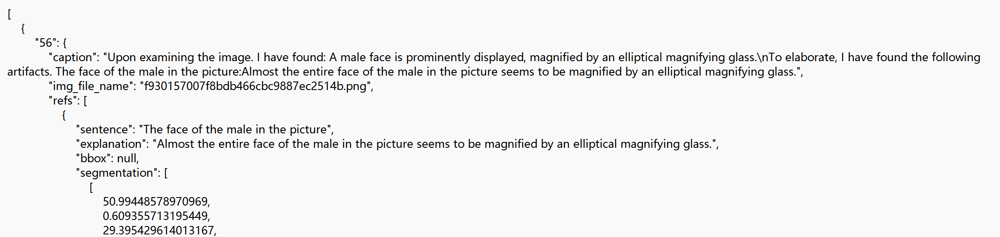 [
{
"56": {
"caption": "Upon examining the image. I have found: A male face is prominently displayed, magnified by an elliptical magnifying glass.\nTo elaborate, I have found the following
artifacts. The face of the male in the picture:Almost the entire face of the male in the picture seems to be magnified by an elliptical magnifying glass.",
"img_file_name": "f930157007f8bdb466cbc9887ec2514b.png",
"refs": [
{
"sentence": "The face of the male in the picture",
"explanation": "Almost the entire face of the male in the picture seems to be magnified by an elliptical magnifying glass.",
"bbox": null,
"segmentation": [
[
50.99448578970969,
0.609355713195449,
29.395429614013167,